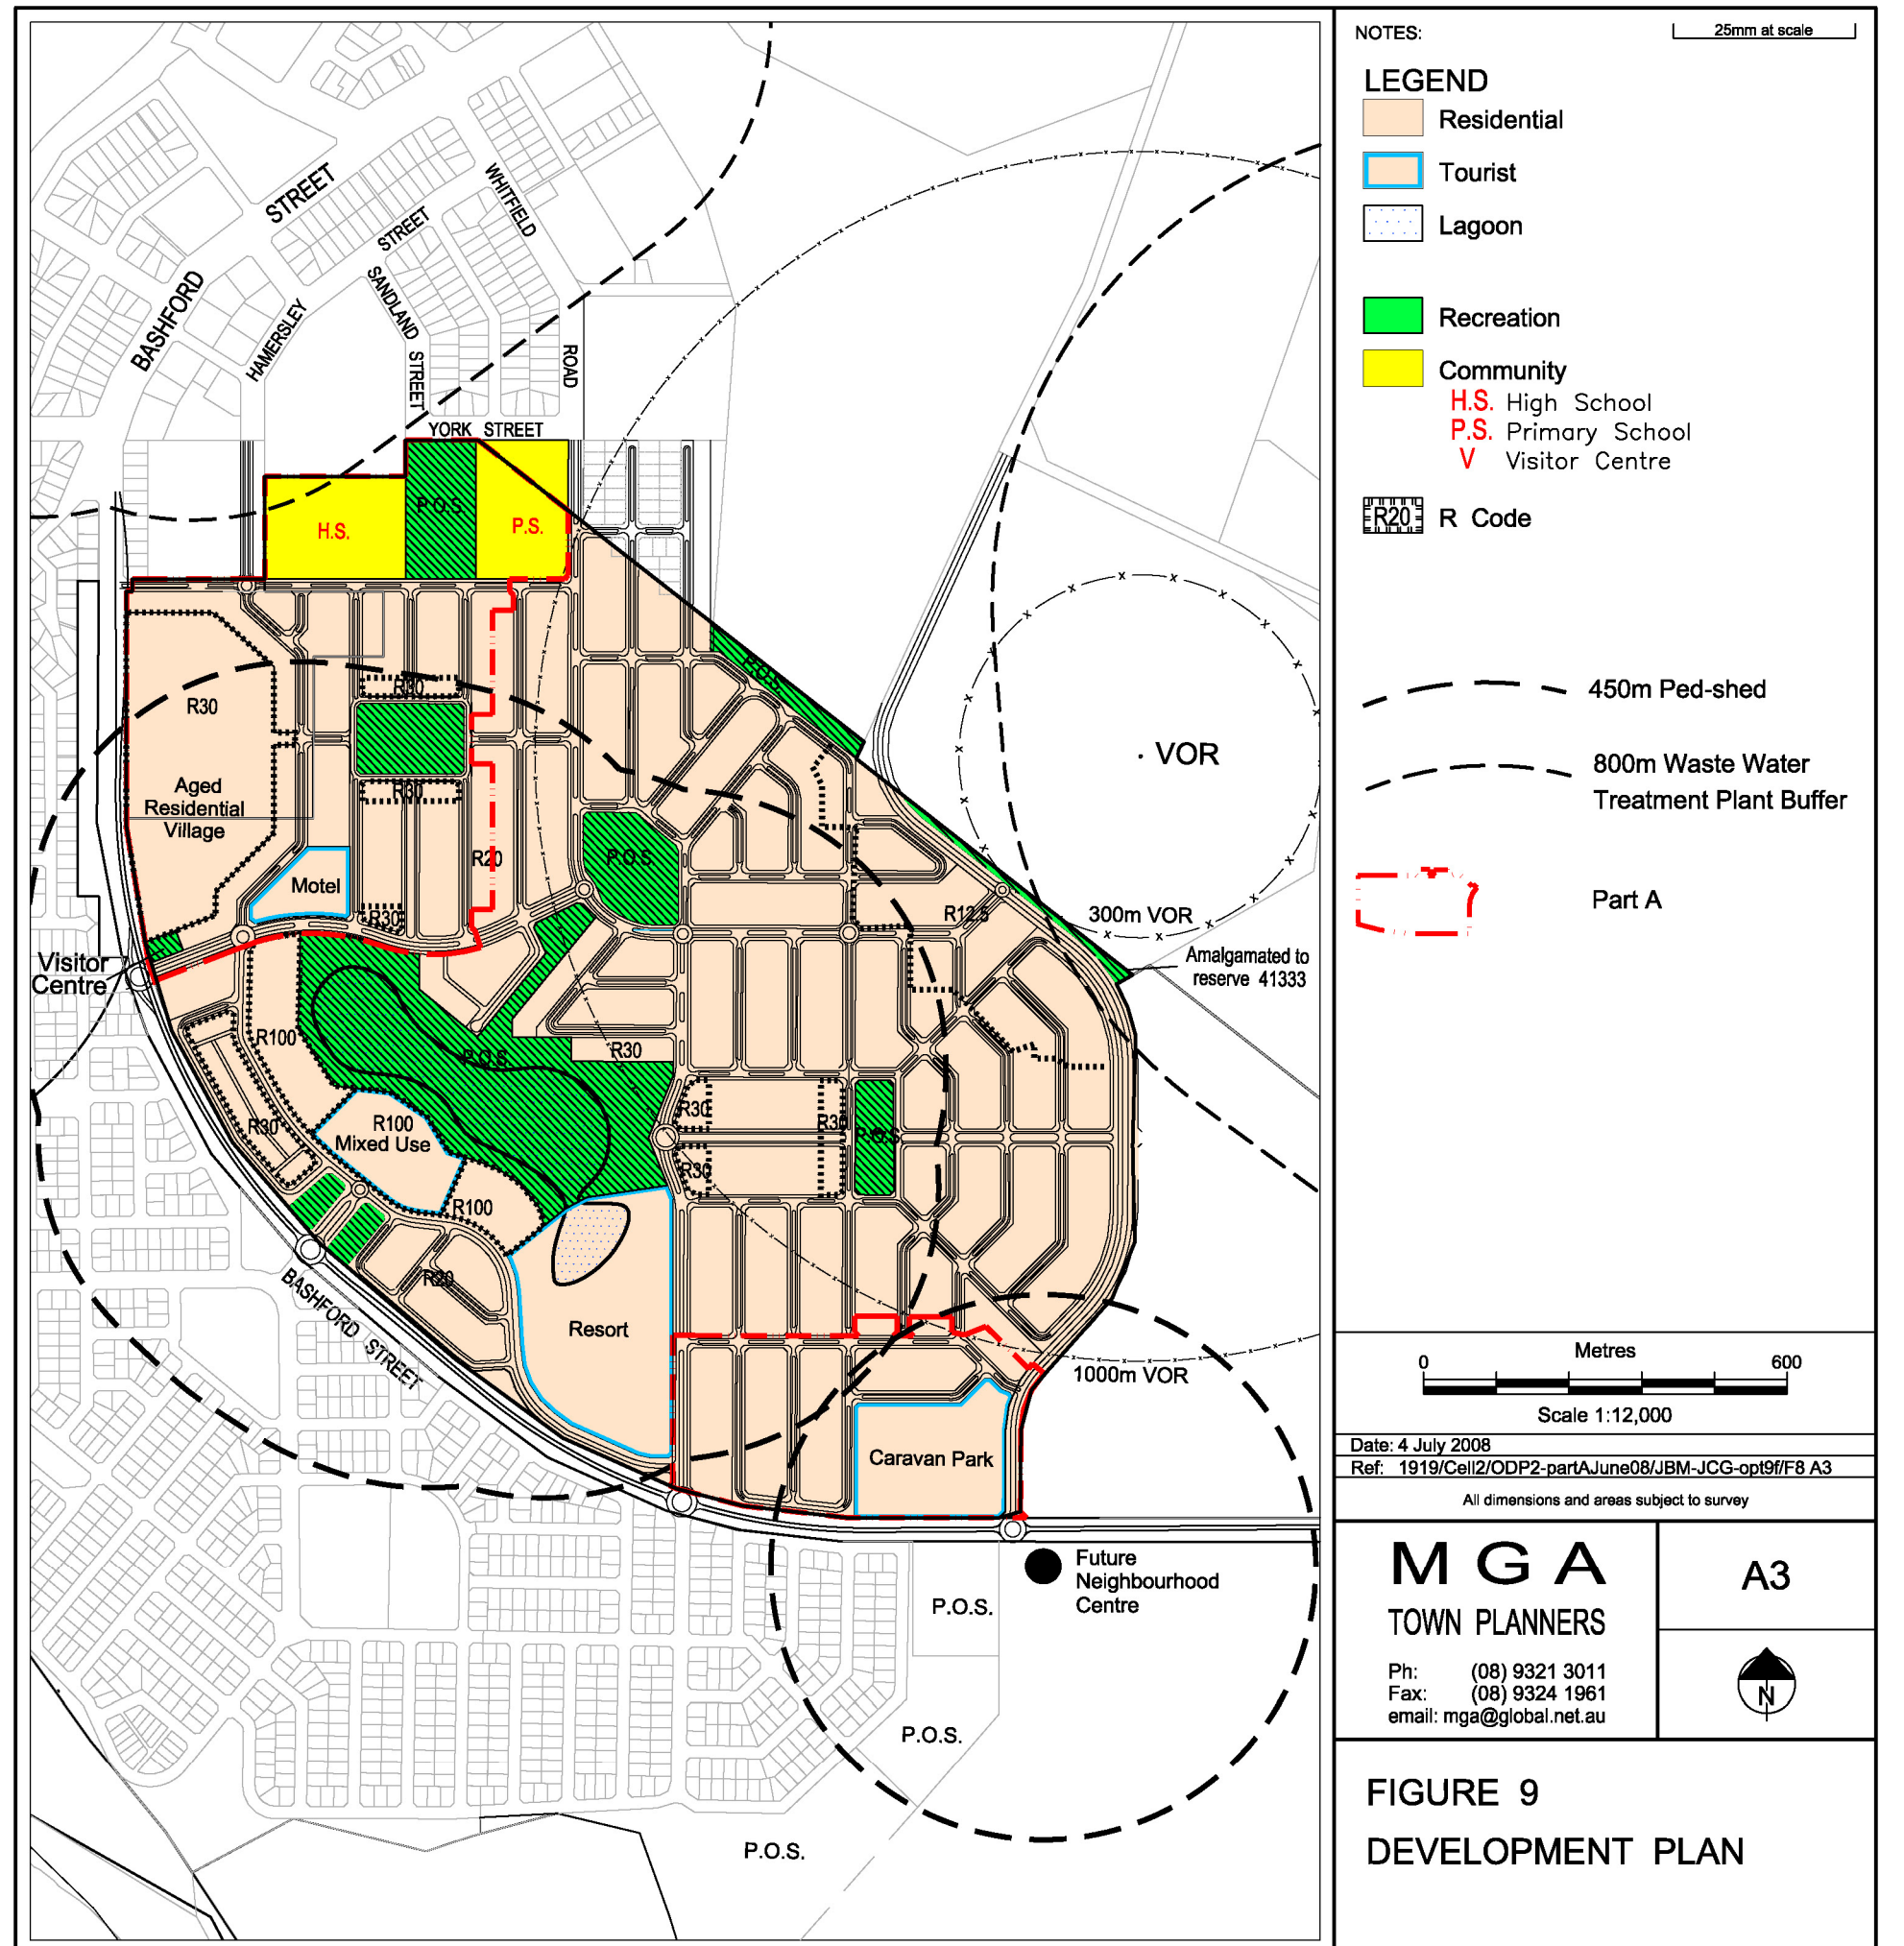 NOTES:
25mm at scale
LEGEND
Residential
Tourist
Lagoon
Recreation
Community
H.S. High School
P.S. Primary School
V Visitor Centre
R20 R Code
450m Ped-shed
800m Waste Water
Treatment Plant Buffer
Part A
Metres
0 600
Scale 1:12,000
Date: 4 July 2008
Ref: 1919/Cell2/ODP2-partAJune08/JBM-JCG-opt9f/F8 A3
All dimensions and areas subject to survey
M G A
TOWN PLANNERS
Ph: (08) 9321 3011
Fax: (08) 9324 1961
email: mga@global.net.au
A3
N
FIGURE 9
DEVELOPMENT PLAN
BASHFORD STREET
HAMERSLEY STREET
SANDLAND STREET
WHITFIELD ROAD
YORK STREET
H.S.
P.O.S.
P.S.
P.O.S.
R30
R30
Aged
Residential
Village
R30
Motel
R30
R20
P.O.S.
VOR
R12.5
300m VOR
Amalgamated to
reserve 41333
Visitor
Centre
R100
P.O.S.
R30
R30
R100
Mixed Use
R30
R30
R30
P.O.S.
R100
R20
BASHFORD STREET
Resort
1000m VOR
Caravan Park
Future
Neighbourhood
Centre
P.O.S.
P.O.S.
P.O.S.